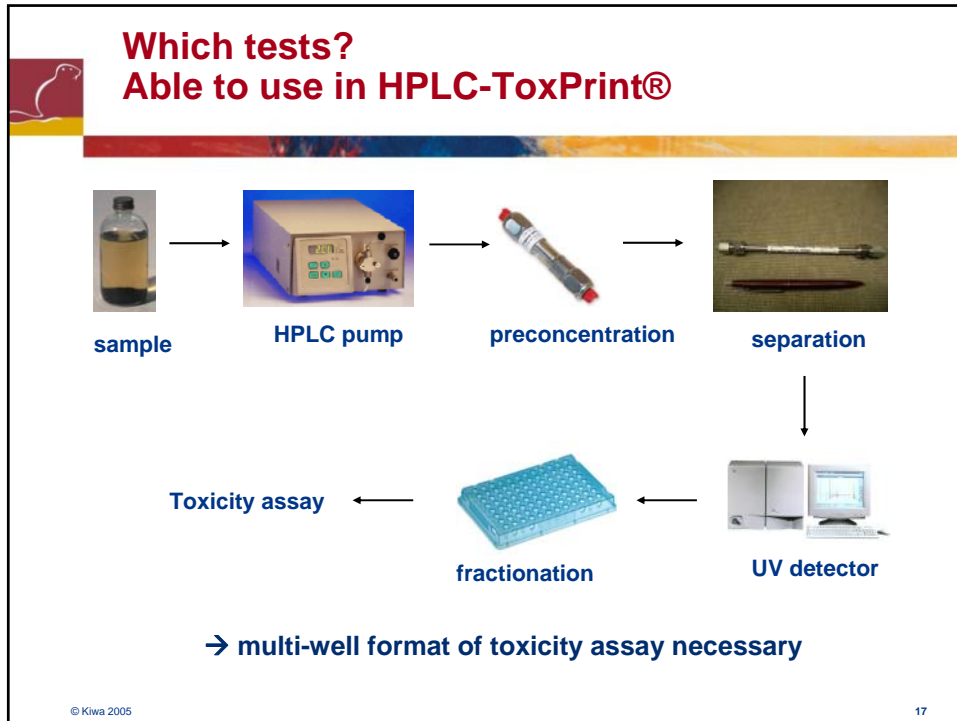 Which tests?
Able to use in HPLC-ToxPrint®
sample
HPLC pump
preconcentration
separation
Toxicity assay
fractionation
UV detector
→ multi-well format of toxicity assay necessary
© Kiwa 2005
17